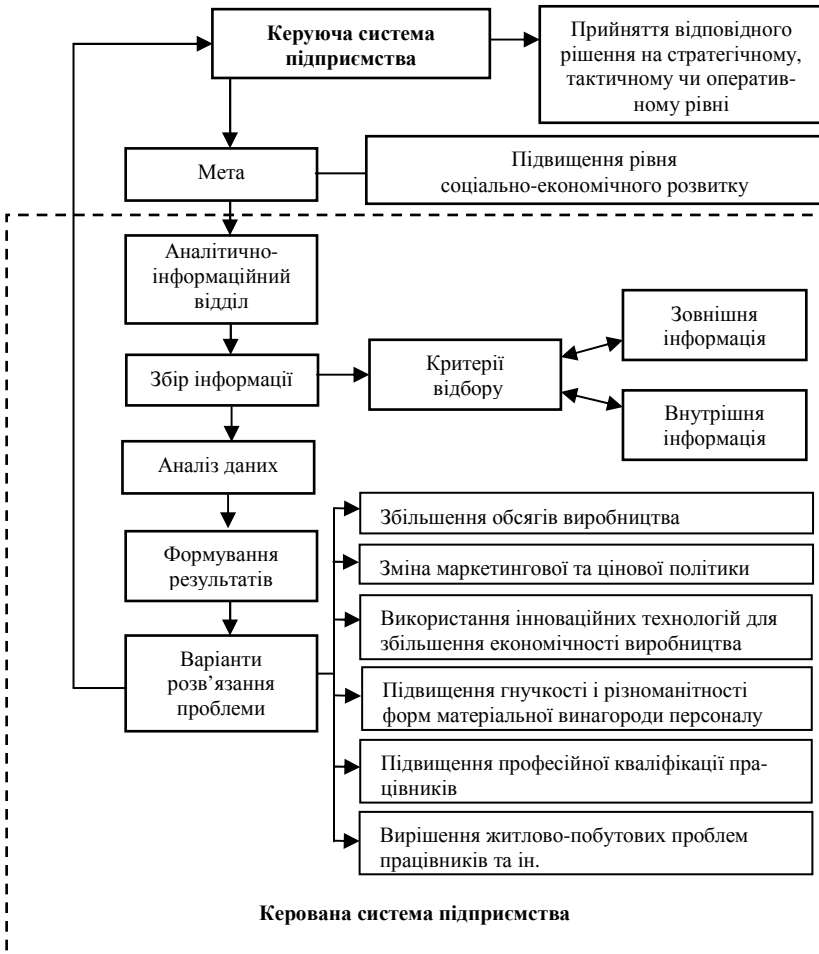 Керуюча система
підприємства
Прийняття відповідного
рішення на стратегічному,
тактичному чи оператив-
ному рівні
Мета
Підвищення рівня
соціально-економічного розвитку
Аналітично-
інформаційний
відділ
Збір інформації
Критерії
відбору
Зовнішня
інформація
Внутрішня
інформація
Аналіз даних
Формування
результатів
Варіанти
розв’язання
проблеми
Збільшення обсягів виробництва
Зміна маркетингової та цінової політики
Використання інноваційних технологій для
збільшення економічності виробництва
Підвищення гнучкості і різноманітності
форм матеріальної винагороди персоналу
Підвищення професійної кваліфікації пра-
цівників
Вирішення житлово-побутових проблем
працівників та ін.
Керована система підприємства